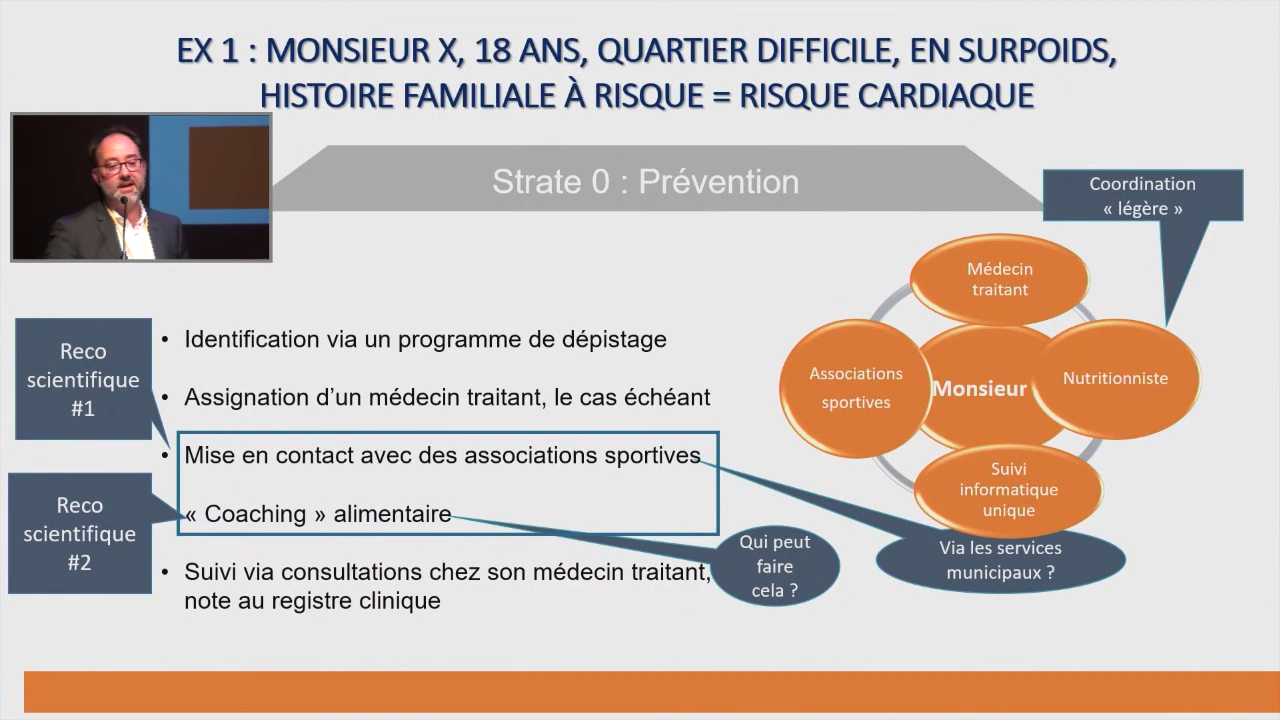 EX 1 : MONSIEUR X, 18 ANS, QUARTIER DIFFICILE, EN SURPOIDS,
HISTOIRE FAMILIALE À RISQUE = RISQUE CARDIAQUE
Strate 0 : Prévention
Coordination
« légère »
Médecin
traitant
Associations
sportives
Monsieur
Nutritionniste
Suivi
informatique
unique
Reco
scientifique
#1
Reco
scientifique
#2
• Identification via un programme de dépistage
• Assignation d’un médecin traitant, le cas échéant
• Mise en contact avec des associations sportives
« Coaching » alimentaire
• Suivi via consultations chez son médecin traitant,
note au registre clinique
Qui peut
faire
cela ?
Via les services
municipaux ?